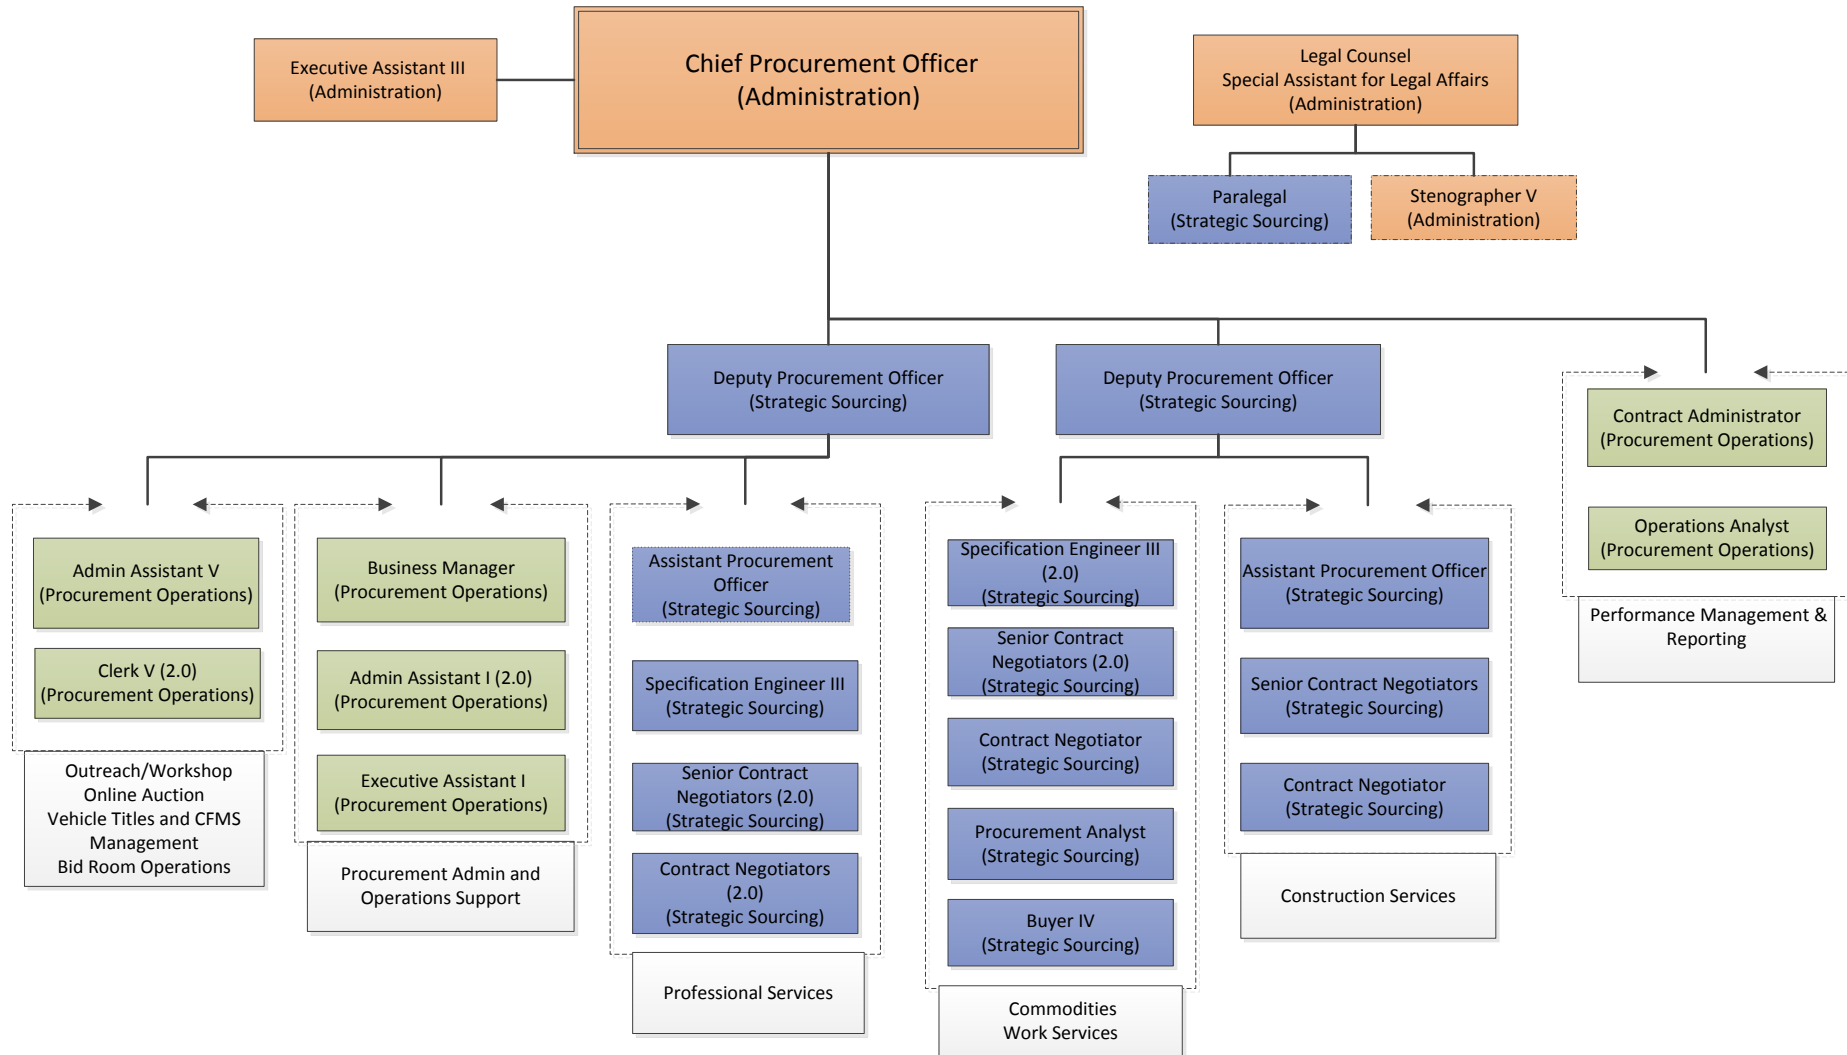 Executive Assistant III
(Administration)
Chief Procurement Officer
(Administration)
Legal Counsel
Special Assistant for Legal Affairs
(Administration)
Paralegal
(Strategic Sourcing)
Stenographer V
(Administration)
Deputy Procurement Officer
(Strategic Sourcing)
Deputy Procurement Officer
(Strategic Sourcing)
Contract Administrator
(Procurement Operations)
Operations Analyst
(Procurement Operations)
Performance Management &
Reporting
Admin Assistant V
(Procurement Operations)
Clerk V (2.0)
(Procurement Operations)
Outreach/Workshop
Online Auction
Vehicle Titles and CFMS
Management
Bid Room Operations
Business Manager
(Procurement Operations)
Admin Assistant I (2.0)
(Procurement Operations)
Executive Assistant I
(Procurement Operations)
Procurement Admin and
Operations Support
Assistant Procurement
Officer
(Strategic Sourcing)
Specification Engineer III
(Strategic Sourcing)
Senior Contract
Negotiators (2.0)
(Strategic Sourcing)
Contract Negotiators
(2.0)
(Strategic Sourcing)
Professional Services
Specification Engineer III
(2.0)
(Strategic Sourcing)
Senior Contract
Negotiators (2.0)
(Strategic Sourcing)
Contract Negotiator
(Strategic Sourcing)
Procurement Analyst
(Strategic Sourcing)
Buyer IV
(Strategic Sourcing)
Commodities
Work Services
Assistant Procurement Officer
(Strategic Sourcing)
Senior Contract Negotiators
(Strategic Sourcing)
Contract Negotiator
(Strategic Sourcing)
Construction Services